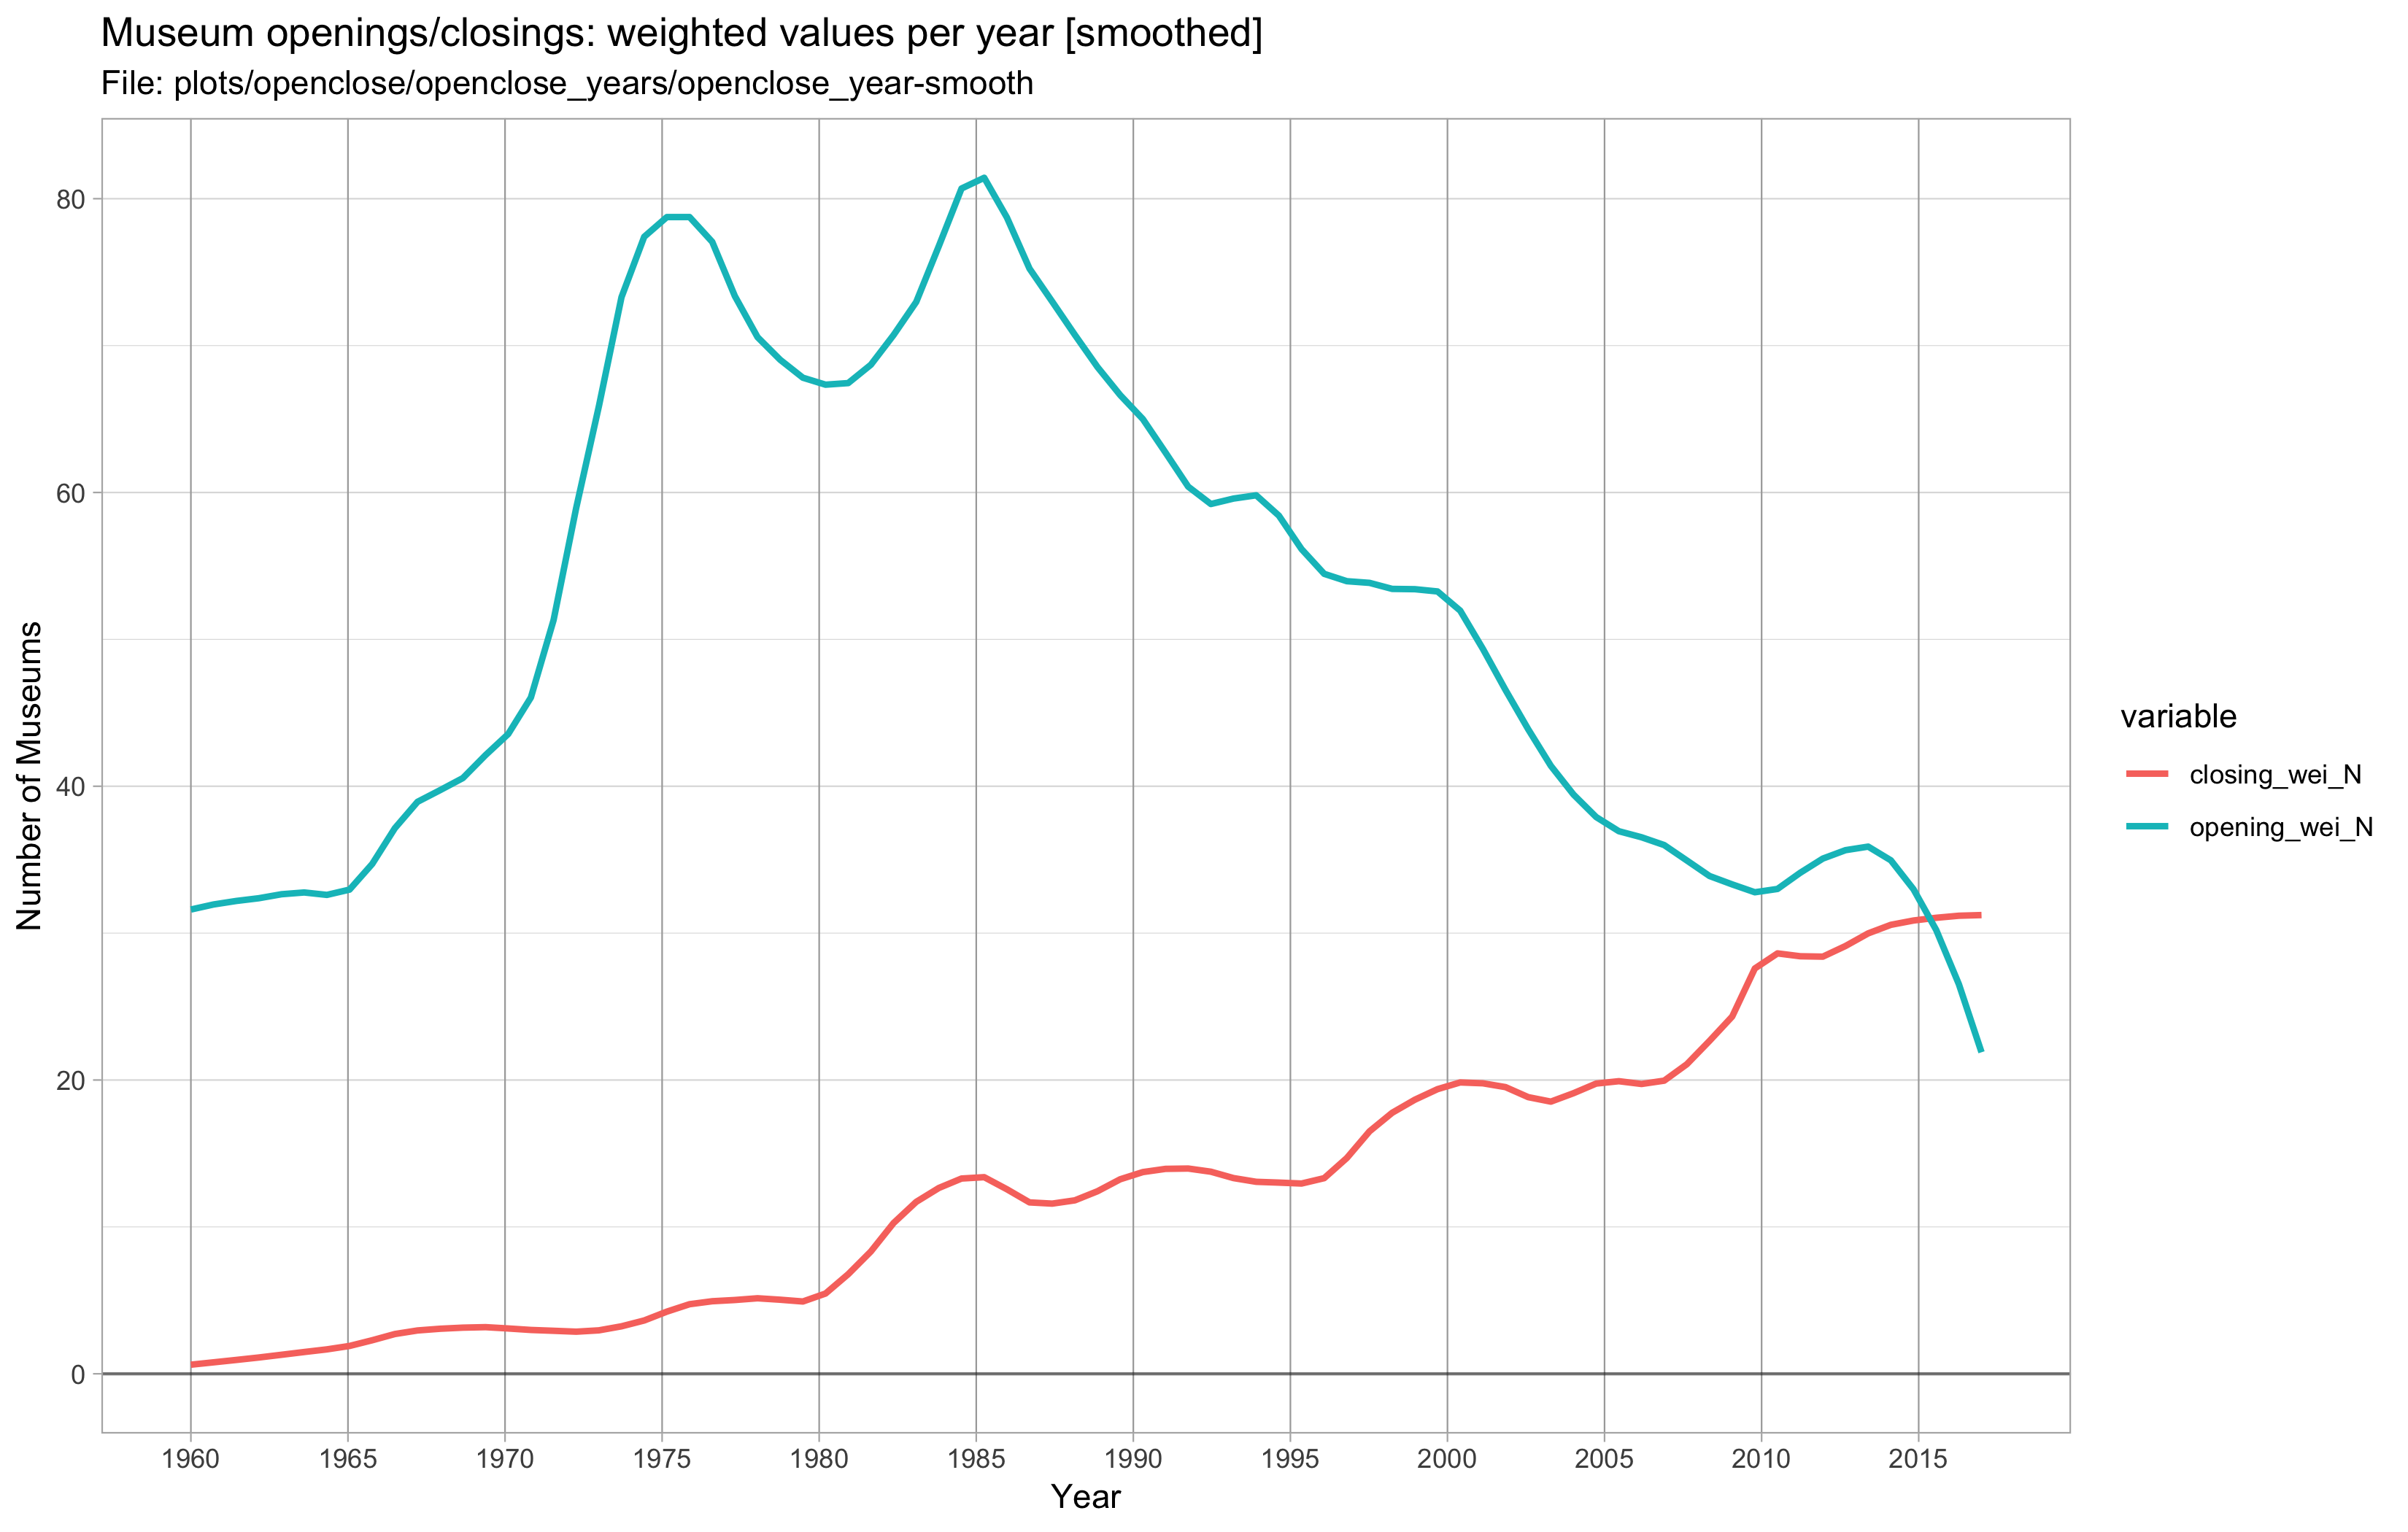 Museum openings/closings: weighted values per year [smoothed]
File: plots/openclose/openclose_years/openclose_year-smooth
Number of Museums
80
60
40
20
0
1960 1965 1970 1975 1980 1985 1990 1995 2000 2005 2010 2015
Year
variable
closing_wei_N
opening_wei_N